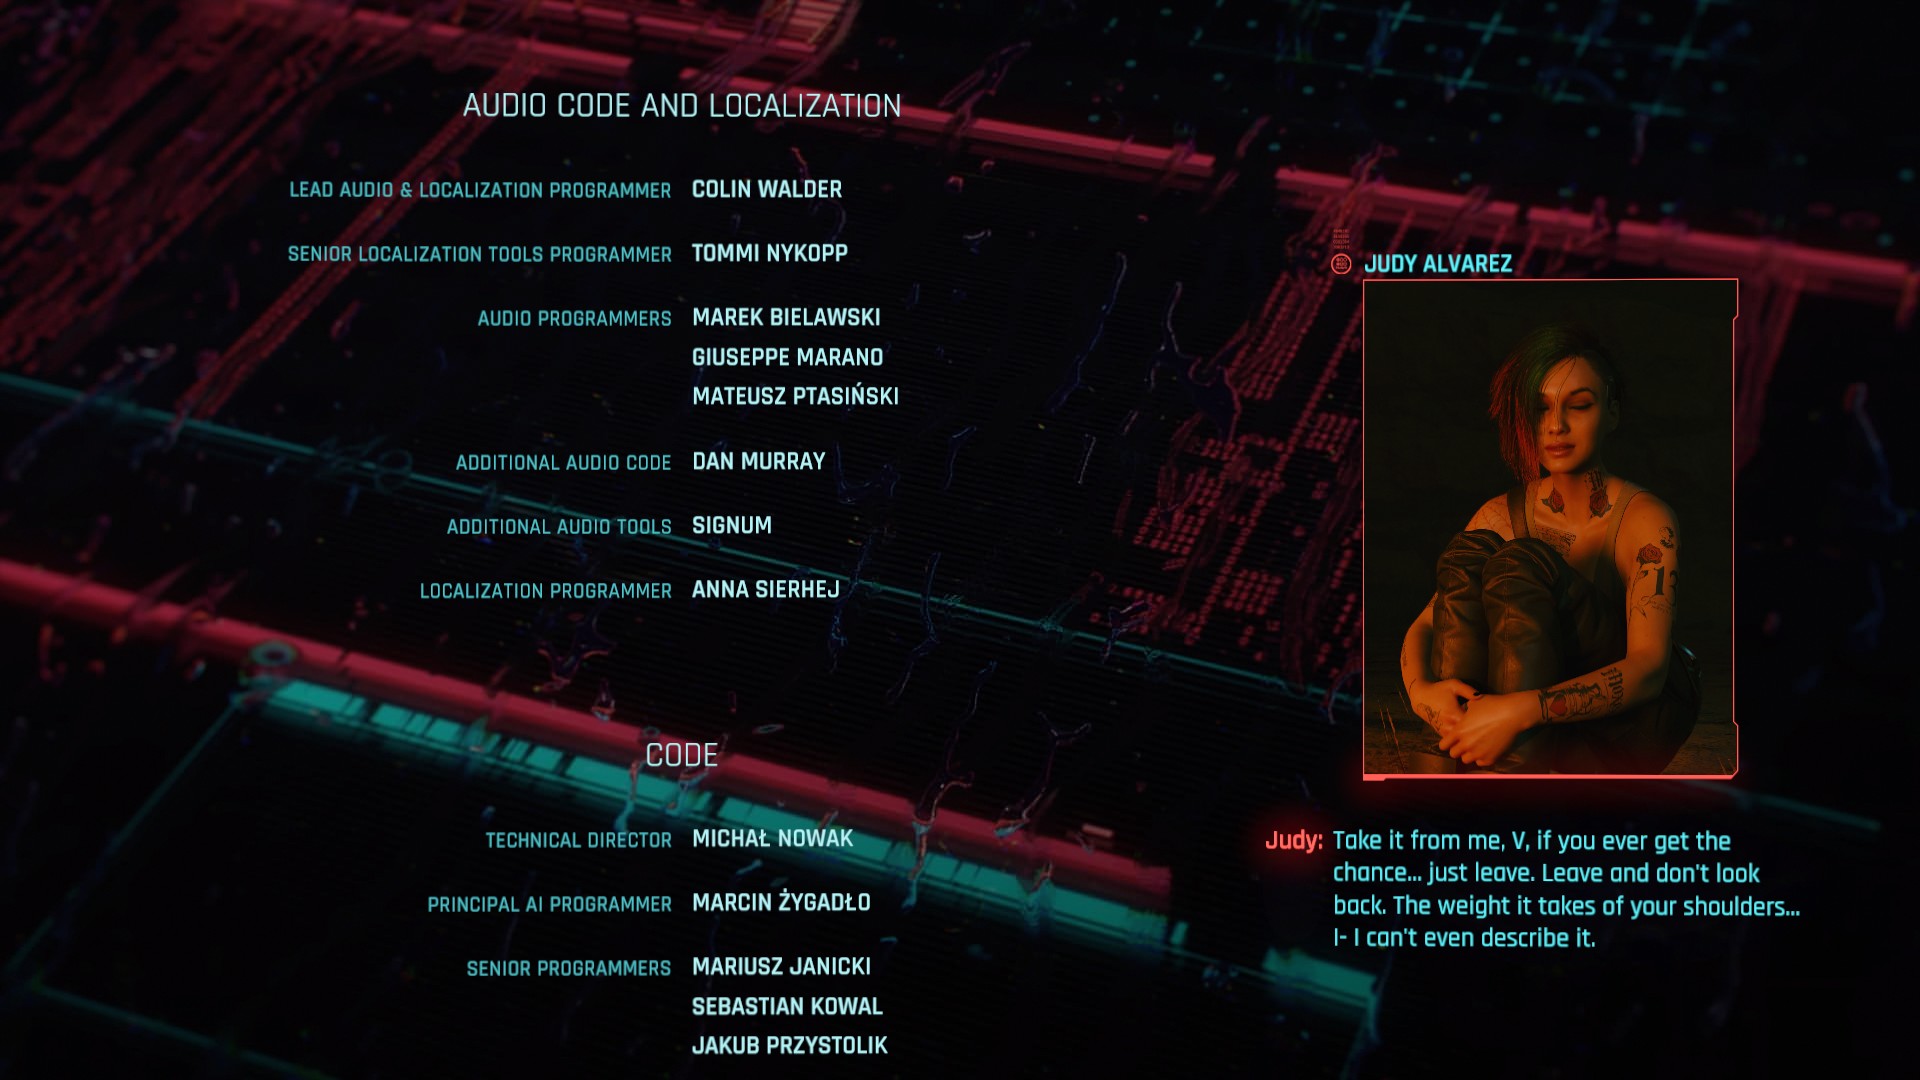 AUDIO CODE AND LOCALIZATION
LEAD AUDIO & LOCALIZATION PROGRAMMER COLIN WALDER
SENIOR LOCALIZATION TOOLS PROGRAMMER TOMMI NYKOPP
AUDIO PROGRAMMERS MAREK BIELAWSKI
GIUSEPPE MARANO
MATEUSZ PTASIŃSKI
ADDITIONAL AUDIO CODE DAN MURRAY
ADDITIONAL AUDIO TOOLS SIGNUM
LOCALIZATION PROGRAMMER ANNA SIERHEJ
CODE
TECHNICAL DIRECTOR MICHAŁ NOWAK
PRINCIPAL AI PROGRAMMER MARCIN ŻYGADŁO
SENIOR PROGRAMMERS MARIUSZ JANICKI
SEBASTIAN KOWAL
JAKUB PRZYSTOLIK
JUDY ALVAREZ
13
Judy: Take it from me, V, if you ever get the
chance... just leave. Leave and don't look
back. The weight it takes of your shoulders...
I- I can't even describe it.